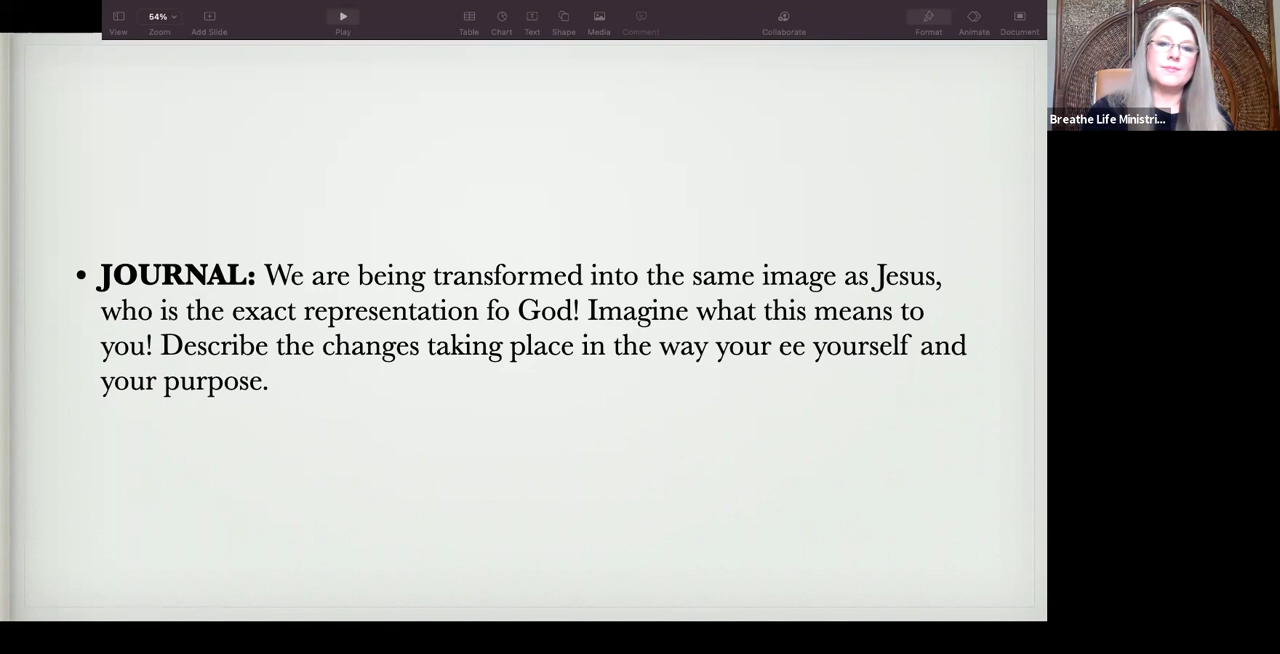 54%
View
Zoom
Add Slide
Play
Table
Chart
Text
Shape
Media
Comment
Collaborate
Format
Animate
Document
Breathe Life Ministri...
• JOURNAL: We are being transformed into the same image as Jesus,
who is the exact representation fo God! Imagine what this means to
you! Describe the changes taking place in the way your ee yourself and
your purpose.